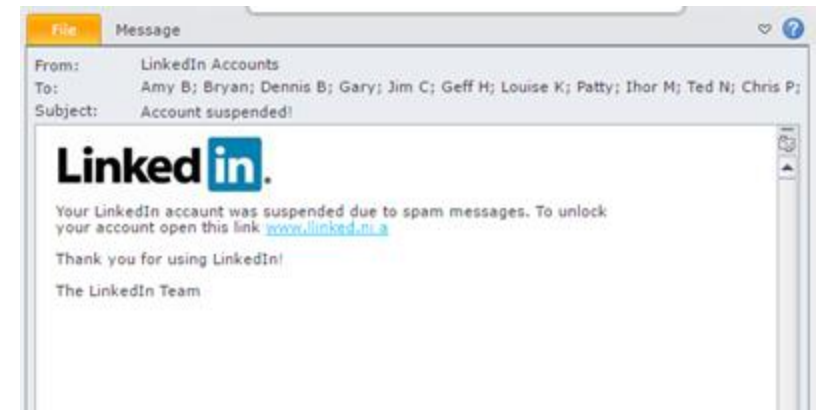 File Message
From: LinkedIn Accounts
To: Amy B; Bryan; Dennis B; Gary; Jim C; Geff H; Louise K; Patty; Ihor M; Ted N; Chris P;
Subject: Account suspended!
Linked in.
Your LinkedIn accaunt was suspended due to spam messages. To unlock
your account open this link
Thank you for using LinkedIn!
The LinkedIn Team